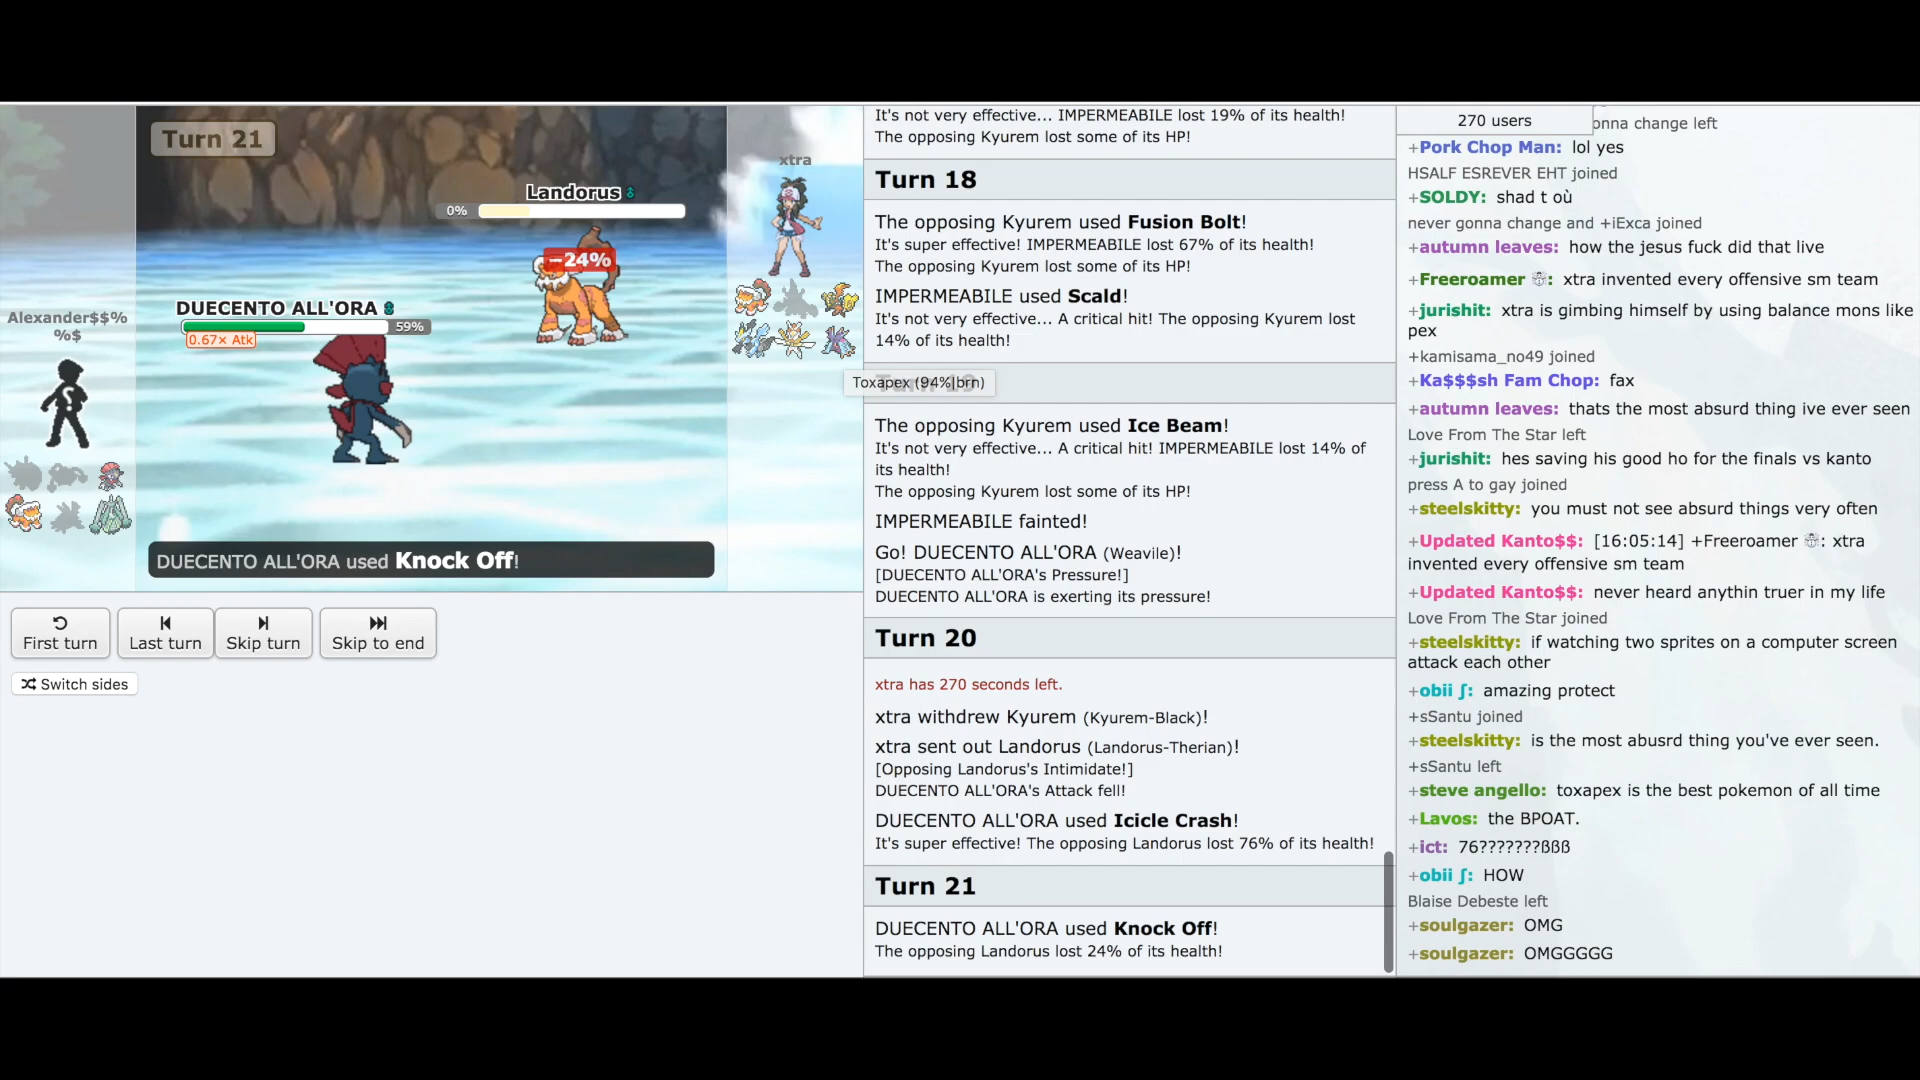 Turn 21
Landorus
0%
−24%
DUECENTO ALL'ORA
59%
0.67× Atk
DUECENTO ALL'ORA used Knock Off!
Alexander$$%
%$
xtra
First turn
Last turn
Skip turn
Skip to end
Switch sides
It's not very effective... IMPERMEABILE lost 19% of its health!
The opposing Kyurem lost some of its HP!
Turn 18
The opposing Kyurem used Fusion Bolt!
It's super effective! IMPERMEABILE lost 67% of its health!
The opposing Kyurem lost some of its HP!
IMPERMEABILE used Scald!
It's not very effective... A critical hit! The opposing Kyurem lost
14% of its health!
Toxapex (94%|brn)
The opposing Kyurem used Ice Beam!
It's not very effective... A critical hit! IMPERMEABILE lost 14% of
its health!
The opposing Kyurem lost some of its HP!
IMPERMEABILE fainted!
Go! DUECENTO ALL'ORA (Weavile)!
[DUECENTO ALL'ORA's Pressure!]
DUECENTO ALL'ORA is exerting its pressure!
Turn 20
xtra has 270 seconds left.
xtra withdrew Kyurem (Kyurem-Black)!
xtra sent out Landorus (Landorus-Therian)!
[Opposing Landorus's Intimidate!]
DUECENTO ALL'ORA's Attack fell!
DUECENTO ALL'ORA used Icicle Crash!
It's super effective! The opposing Landorus lost 76% of its health!
Turn 21
DUECENTO ALL'ORA used Knock Off!
The opposing Landorus lost 24% of its health!
270 users
onna change left
+Pork Chop Man: lol yes
HSALF ESREVER EHT joined
+SOLDY: shad t où
never gonna change and +iExca joined
+autumn leaves: how the jesus fuck did that live
+Freeroamer ☃: xtra invented every offensive sm team
+jurishit: xtra is gimbing himself by using balance mons like
pex
+kamisama_no49 joined
+Ka$$$sh Fam Chop: fax
+autumn leaves: thats the most absurd thing ive ever seen
Love From The Star left
+jurishit: hes saving his good ho for the finals vs kanto
press A to gay joined
+steelskitty: you must not see absurd things very often
+Updated Kanto$$: [16:05:14] +Freeroamer ☃: xtra
invented every offensive sm team
+Updated Kanto$$: never heard anythin truer in my life
Love From The Star joined
+steelskitty: if watching two sprites on a computer screen
attack each other
+obii ʃ: amazing protect
+sSantu joined
+steelskitty: is the most abusrd thing you've ever seen.
+sSantu left
+steve angello: toxapex is the best pokemon of all time
+Lavos: the BPOAT.
+ict: 76???????ßßß
+obii ʃ: HOW
Blaise Debeste left
+soulgazer: OMG
+soulgazer: OMGGGGG